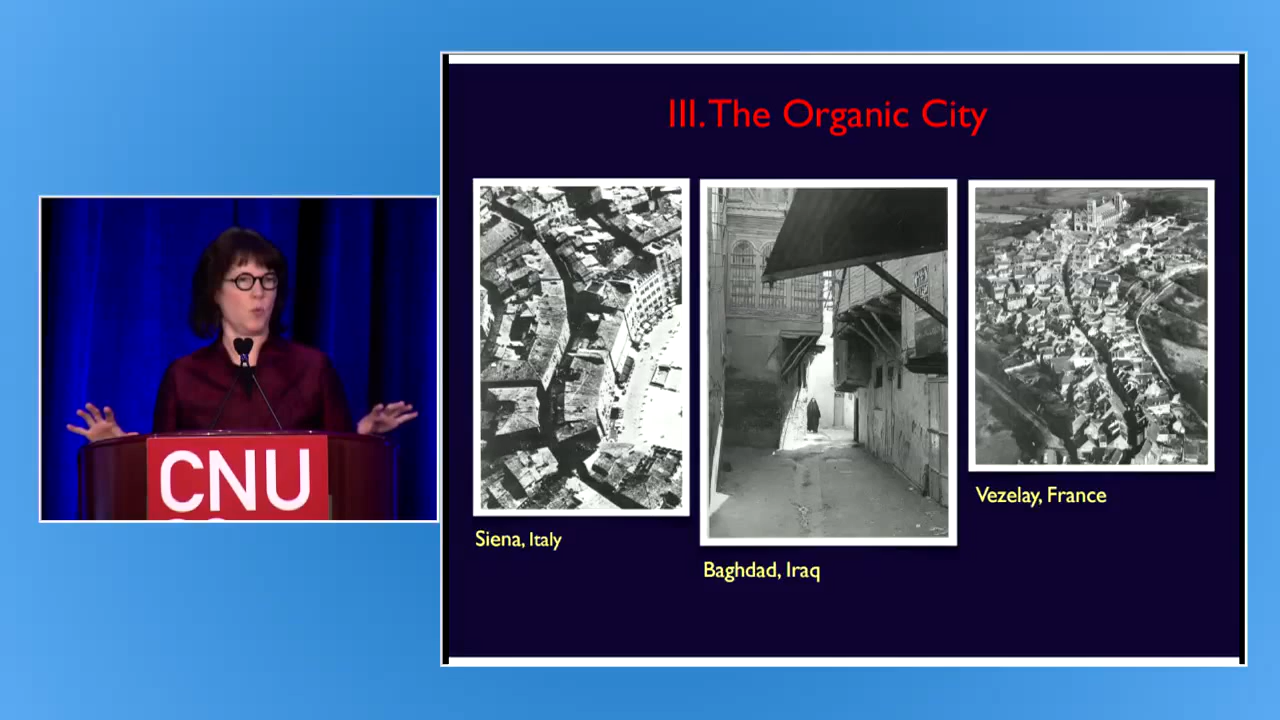 III. The Organic City
Siena, Italy
Baghdad, Iraq
Vezelay, France
CNU